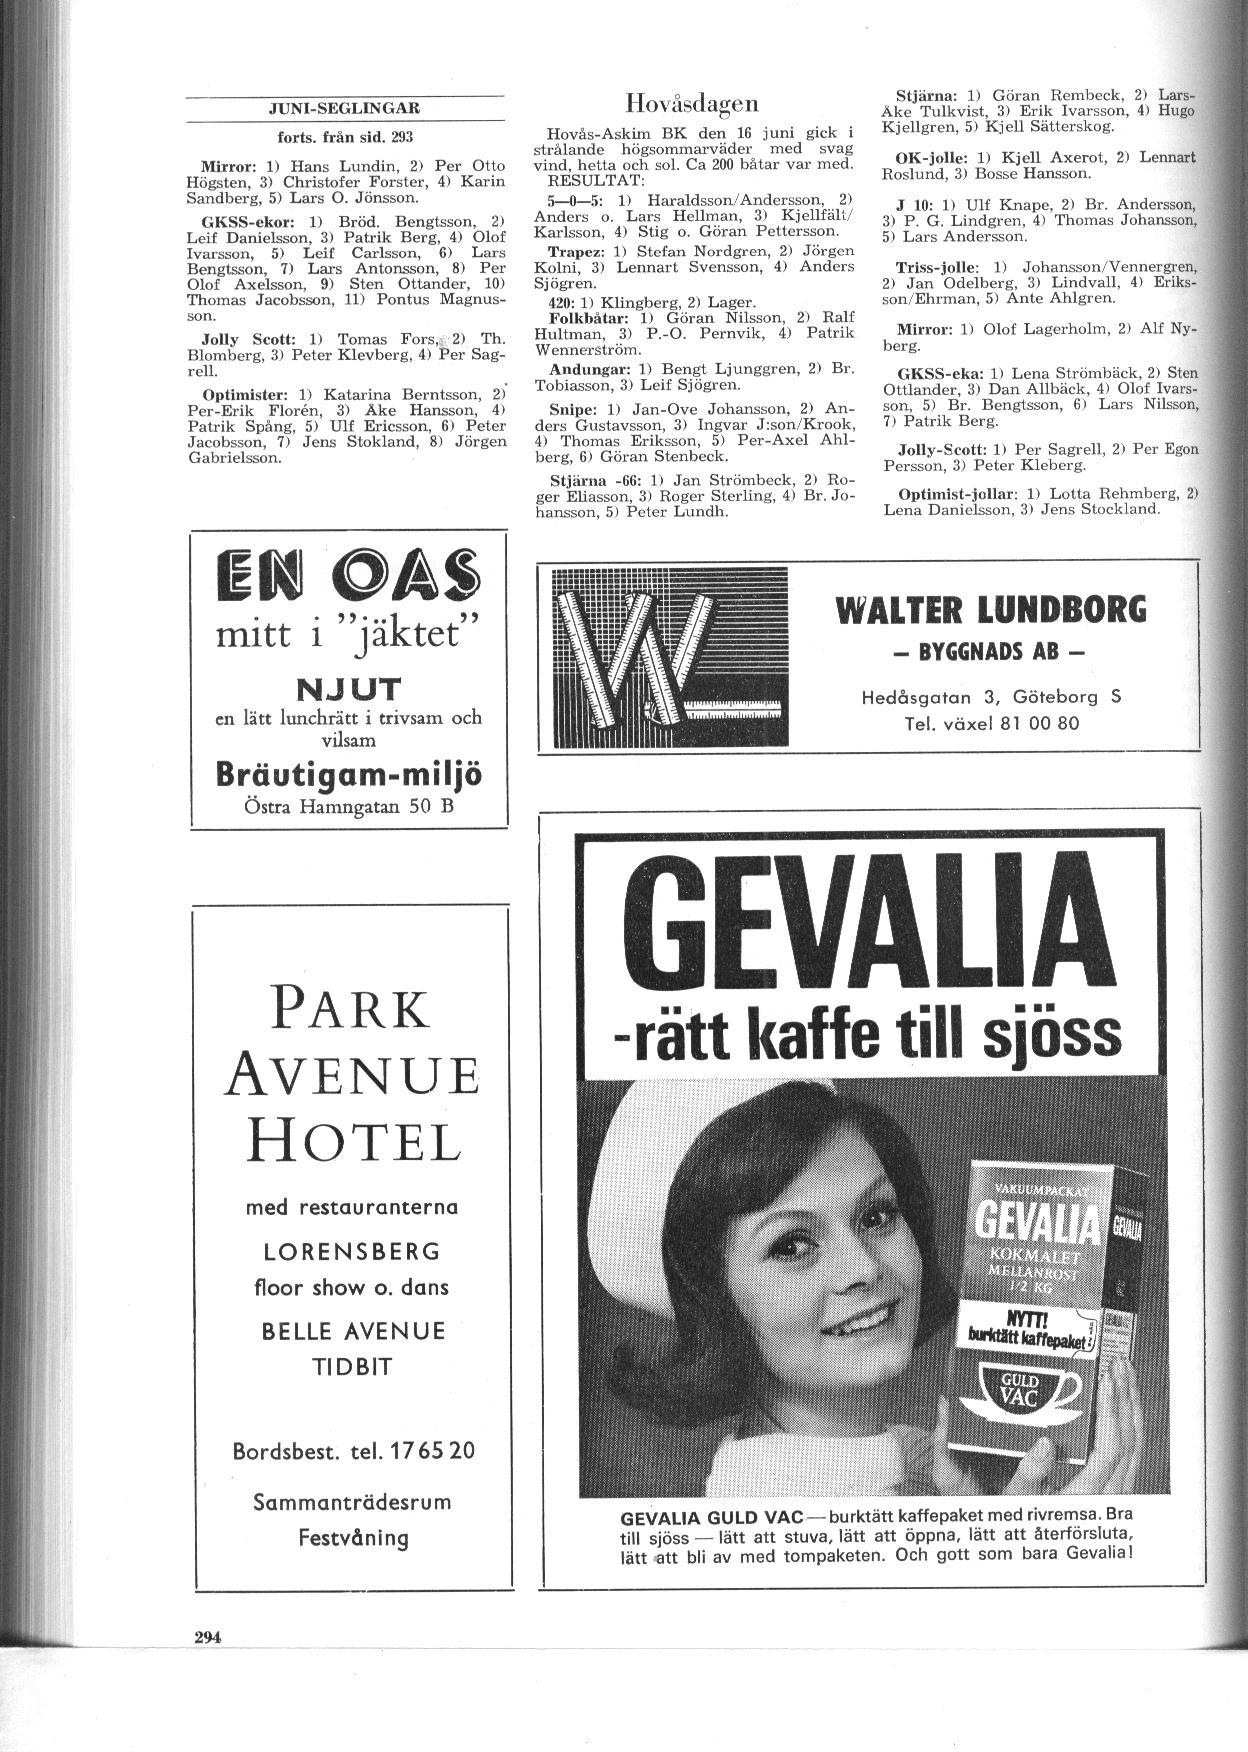 JUNI-SEGLINGAR
forts. från sid. 293
Mirror: 1) Hans Lundin, 2) Per Otto
Högsten, 3) Christofer Forster, 4) Karin
Sandberg, 5) Lars O. Jönsson.
GKSS-ekor: 1) Bröd. Bengtsson, 2)
Leif Danielsson, 3) Patrik Berg, 4) Olof
Ivarsson, 5) Leif Carlsson, 6) Lars
Bengtsson, 7) Lars Antonsson, 8) Per
Olof Axelsson, 9) Sten Ottander, 10)
Thomas Jacobsson, 11) Pontus Magnus-
son.
Jolly Scott: 1) Tomas Fors, 2) Th.
Blomberg, 3) Peter Klevberg, 4) Per Sag-
rell.
Optimister: 1) Katarina Berntsson, 2)
Per-Erik Florén, 3) Åke Hansson, 4)
Patrik Spång, 5) Ulf Ericsson, 6) Peter
Jacobsson, 7) Jens Stokland, 8) Jörgen
Gabrielsson.
Hovåsdagen
Hovås-Askim BK den 16 juni gick i
strålande högsommarväder med svag
vind, hetta och sol. Ca 200 båtar var med.
RESULTAT:
5—0—5: 1) Haraldsson/Andersson, 2)
Anders o. Lars Hellman, 3) Kjellfält/
Karlsson, 4) Stig o. Göran Pettersson.
Trapez: 1) Stefan Nordgren, 2) Jörgen
Kolni, 3) Lennart Svensson, 4) Anders
Sjögren.
420: 1) Klingberg, 2) Lager.
Folkbåtar: 1) Göran Nilsson, 2) Ralf
Hultman, 3) P.-O. Pernvik, 4) Patrik
Wennerström.
Andungar: 1) Bengt Ljunggren, 2) Br.
Tobiasson, 3) Leif Sjögren.
Snipe: 1) Jan-Ove Johansson, 2) An-
ders Gustavsson, 3) Ingvar J:son/Krook,
4) Thomas Eriksson, 5) Per-Axel Ahl-
berg, 6) Göran Stenbeck.
Stjärna -66: 1) Jan Strömbeck, 2) Ro-
ger Eliasson, 3) Roger Sterling, 4) Br. Jo-
hansson, 5) Peter Lundh.
Stjärna: 1) Göran Rembeck, 2) Lars-
Åke Tulkvist, 3) Erik Ivarsson, 4) Hugo
Kjellgren, 5) Kjell Sätterskog.
OK-jolle: 1) Kjell Axerot, 2) Lennart
Roslund, 3) Bosse Hansson.
J 10: 1) Ulf Knape, 2) Br. Andersson,
3) P. G. Lindgren, 4) Thomas Johansson,
5) Lars Andersson.
Triss-jolle: 1) Johansson/Vennergren,
2) Jan Odelberg, 3) Lindvall, 4) Eriks-
son/Ehrman, 5) Ante Ahlgren.
Mirror: 1) Olof Lagerholm, 2) Alf Ny-
berg.
GKSS-eka: 1) Lena Strömbäck, 2) Sten
Ottlander, 3) Dan Allbäck, 4) Olof Ivars-
son, 5) Br. Bengtsson, 6) Lars Nilsson,
7) Patrik Berg.
Jolly-Scott: 1) Per Sagrell, 2) Per Egon
Persson, 3) Peter Kleberg.
Optimist-jollar: 1) Lotta Rehmberg, 2)
Lena Danielsson, 3) Jens Stockland.
EN OAS
mitt i ”jäktet”
NJUT
en lätt lunchrätt i trivsam och
vilsam
Bräutigam-miljö
Östra Hamngatan 50 B
WALTER LUNDBORG
– BYGGNADS AB –
Hedåsgatan 3, Göteborg S
Tel. växel 81 00 80
PARK
AVENUE
HOTEL
med restauranterna
LORENSBERG
floor show o. dans
BELLE AVENUE
TIDBIT
Bordsbest. tel. 17 65 20
Sammanträdesrum
Festvåning
GEVALIA
-rätt kaffe till sjöss
VAKUUMPACKAT
GEVALIA
KOKMALET
MELLANROST
1/2 KG
NYTT!
burktätt kaffepaket
GULD
VAC
GEVALIA
GEVALIA GULD VAC — burktätt kaffepaket med rivremsa. Bra
till sjöss — lätt att stuva, lätt att öppna, lätt att återförsluta,
lätt att bli av med tompaketen. Och gott som bara Gevalia!
294